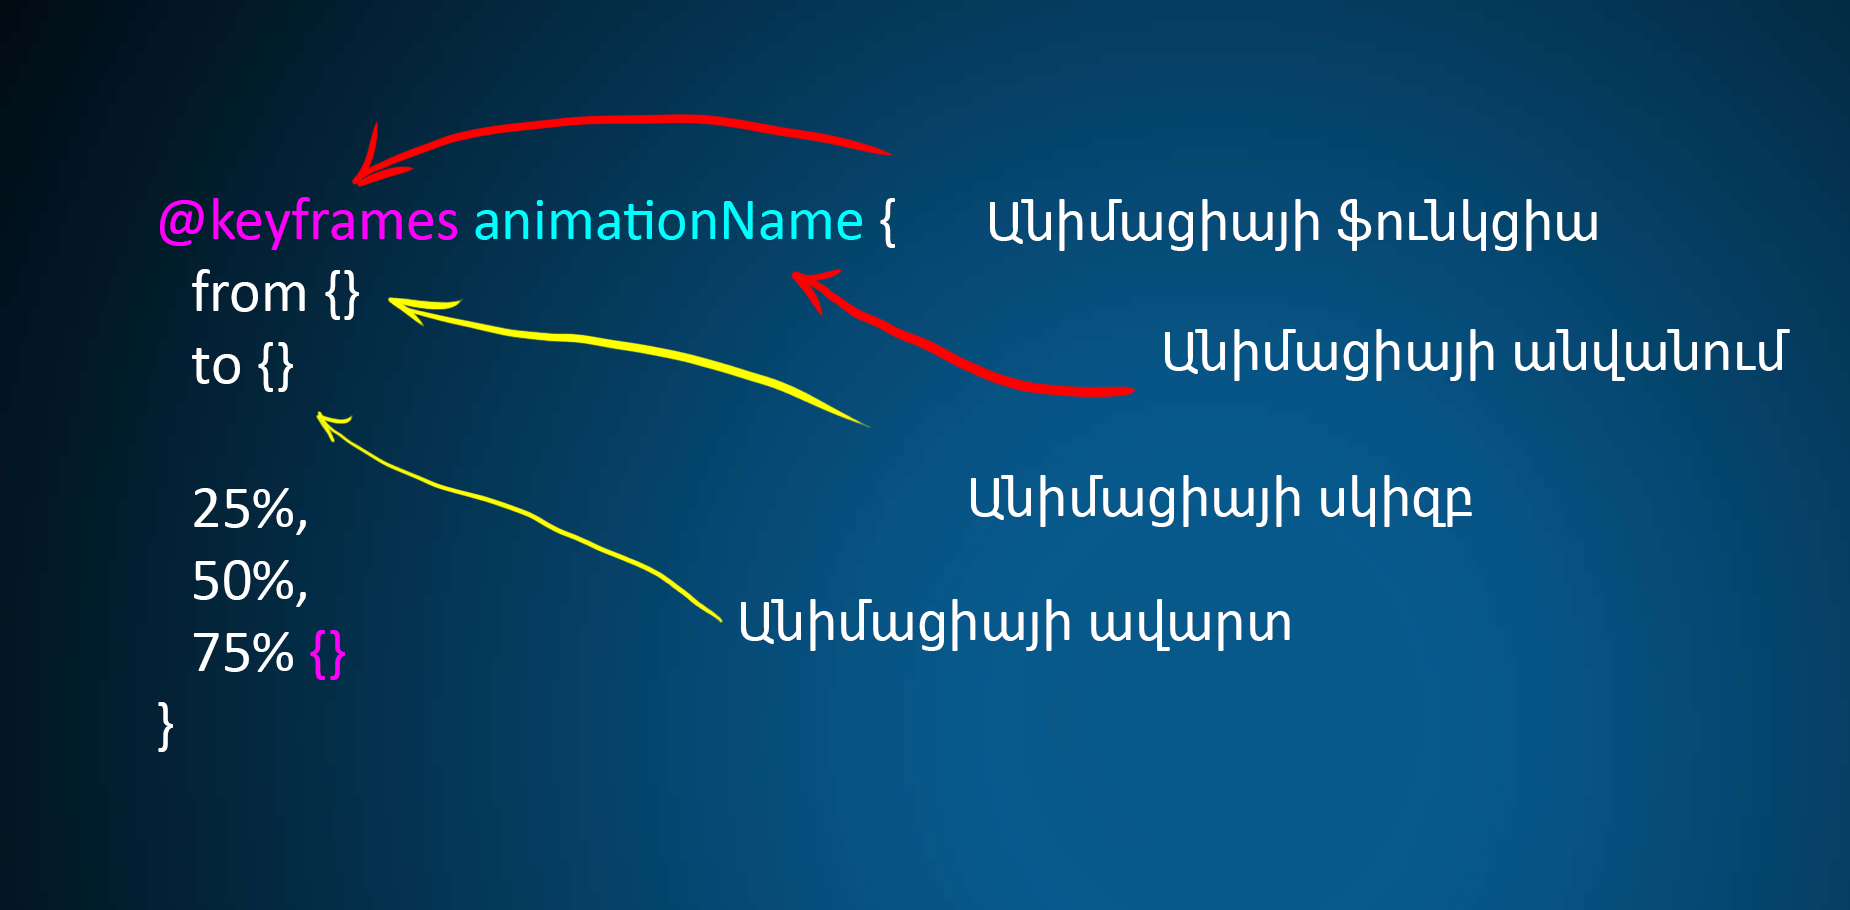 @keyframes animationName { Անիմացիայի ֆունկցիա
from {}
Անիմացիայի անվանում
to {}
Անիմացիայի սկիզբ
25%,
50%,
Անիմացիայի ավարտ
75% {}
}